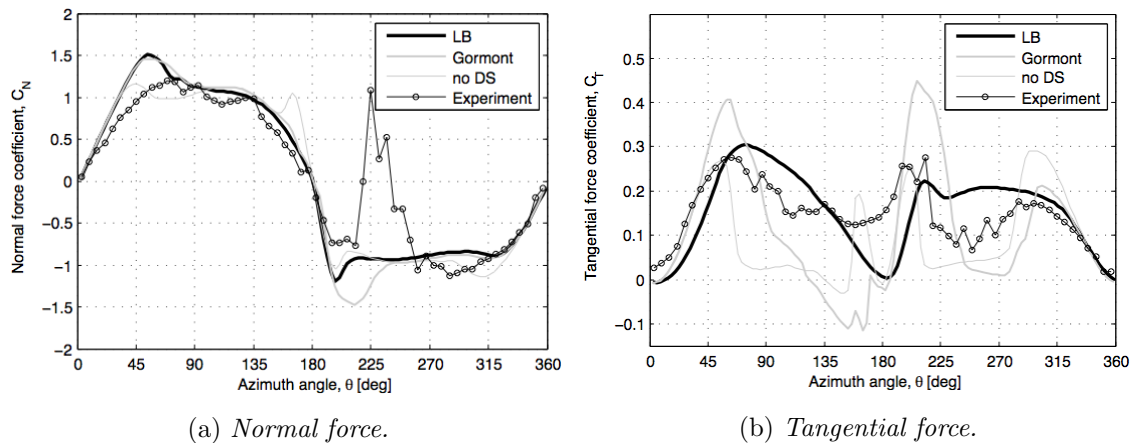 2
1.5
1
0.5
0
-0.5
-1
-1.5
-2
Normal force coefficient, C_N
0 45 90 135 180 225 270 315 360
Azimuth angle, θ [deg]
LB
Gormont
no DS
Experiment
(a) Normal force.
0.5
0.4
0.3
0.2
0.1
0
-0.1
Tangential force coefficient, C_T
0 45 90 135 180 225 270 315 360
Azimuth angle, θ [deg]
LB
Gormont
no DS
Experiment
(b) Tangential force.